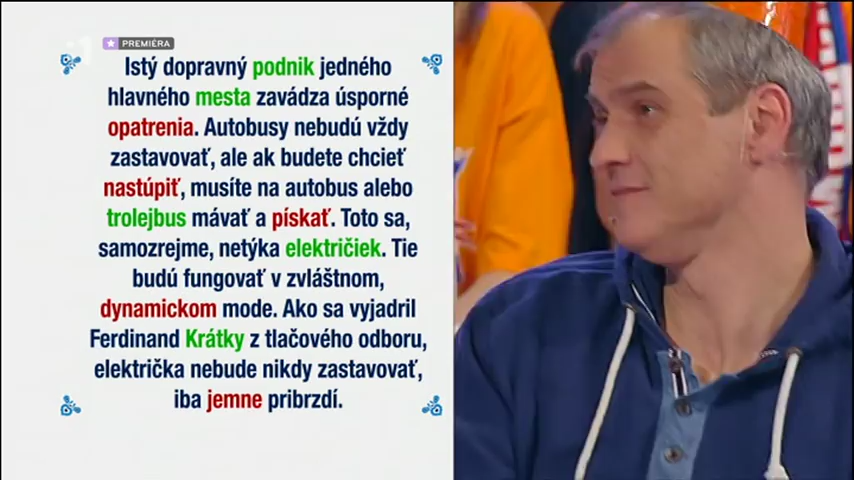 PREMIÉRA
Istý dopravný podnik jedného
hlavného mesta zavádza úsporné
opatrenia. Autobusy nebudú vždy
zastavovať, ale ak budete chcieť
nastúpiť, musíte na autobus alebo
trolejbus mávať a pískať. Toto sa,
samozrejme, netýka električiek. Tie
budú fungovať v zvláštnom,
dynamickom mode. Ako sa vyjadril
Ferdinand Krátky z tlačového odboru,
električka nebude nikdy zastavovať,
iba jemne pribrzdí.